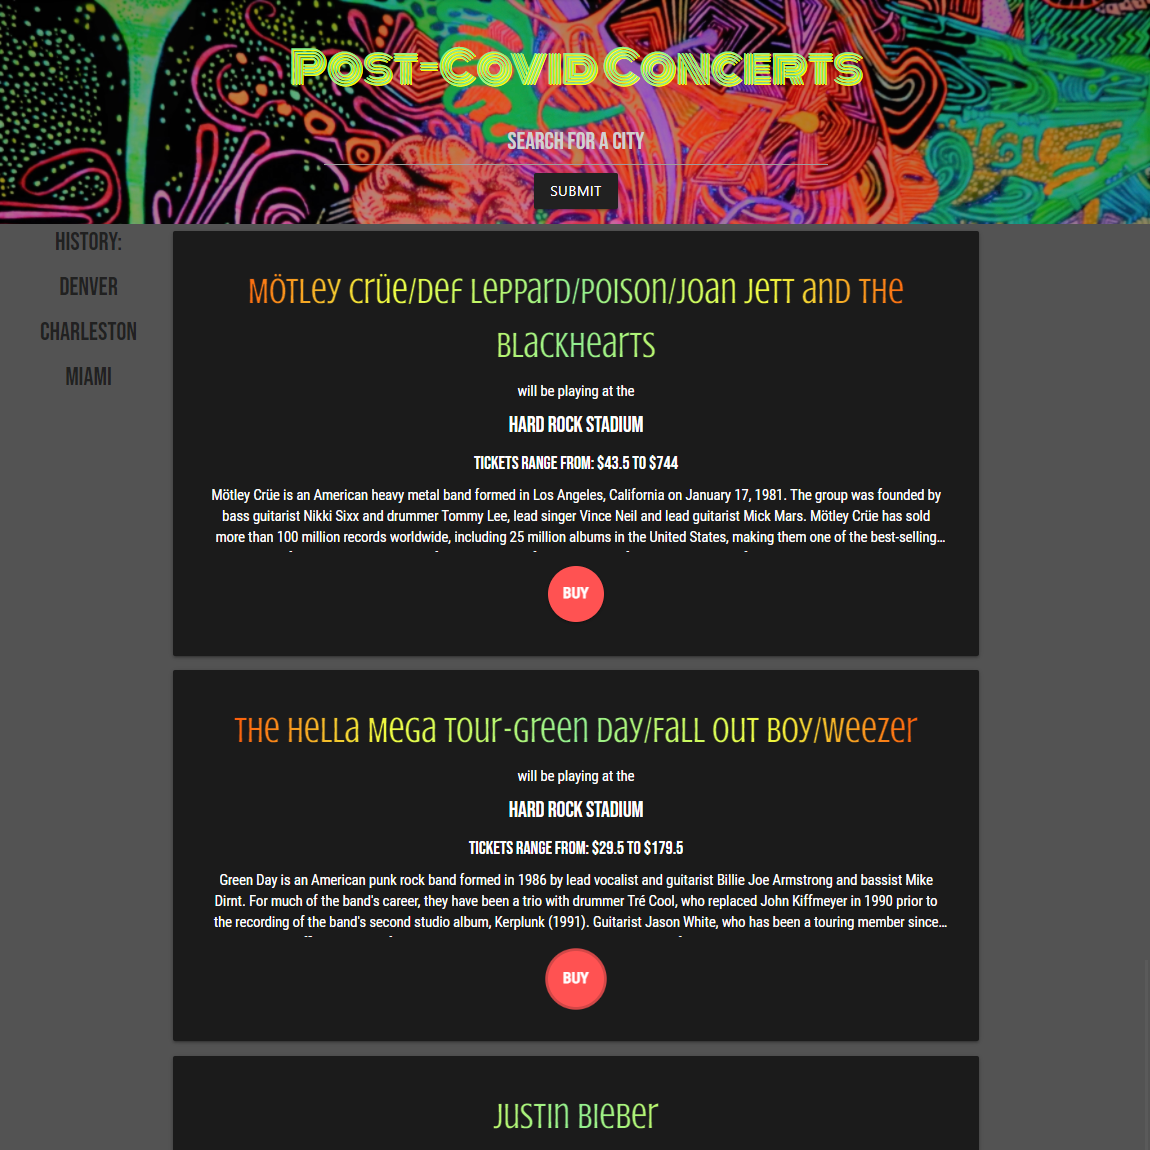 Post-Covid Concerts
SEARCH FOR A CITY
SUBMIT
HISTORY:
DENVER
CHARLESTON
MIAMI
Mötley Crüe/Def Leppard/Poison/Joan Jett and The
Blackhearts
will be playing at the
HARD ROCK STADIUM
TICKETS RANGE FROM: $43.5 TO $744
Mötley Crüe is an American heavy metal band formed in Los Angeles, California on January 17, 1981. The group was founded by
bass guitarist Nikki Sixx and drummer Tommy Lee, lead singer Vince Neil and lead guitarist Mick Mars. Mötley Crüe has sold
more than 100 million records worldwide, including 25 million albums in the United States, making them one of the best-selling...
BUY
The Hella Mega Tour-Green Day/Fall Out Boy/Weezer
will be playing at the
HARD ROCK STADIUM
TICKETS RANGE FROM: $29.5 TO $179.5
Green Day is an American punk rock band formed in 1986 by lead vocalist and guitarist Billie Joe Armstrong and bassist Mike
Dirnt. For much of the band's career, they have been a trio with drummer Tré Cool, who replaced John Kiffmeyer in 1990 prior to
the recording of the band's second studio album, Kerplunk (1991). Guitarist Jason White, who has been a touring member since...
BUY
Justin Bieber